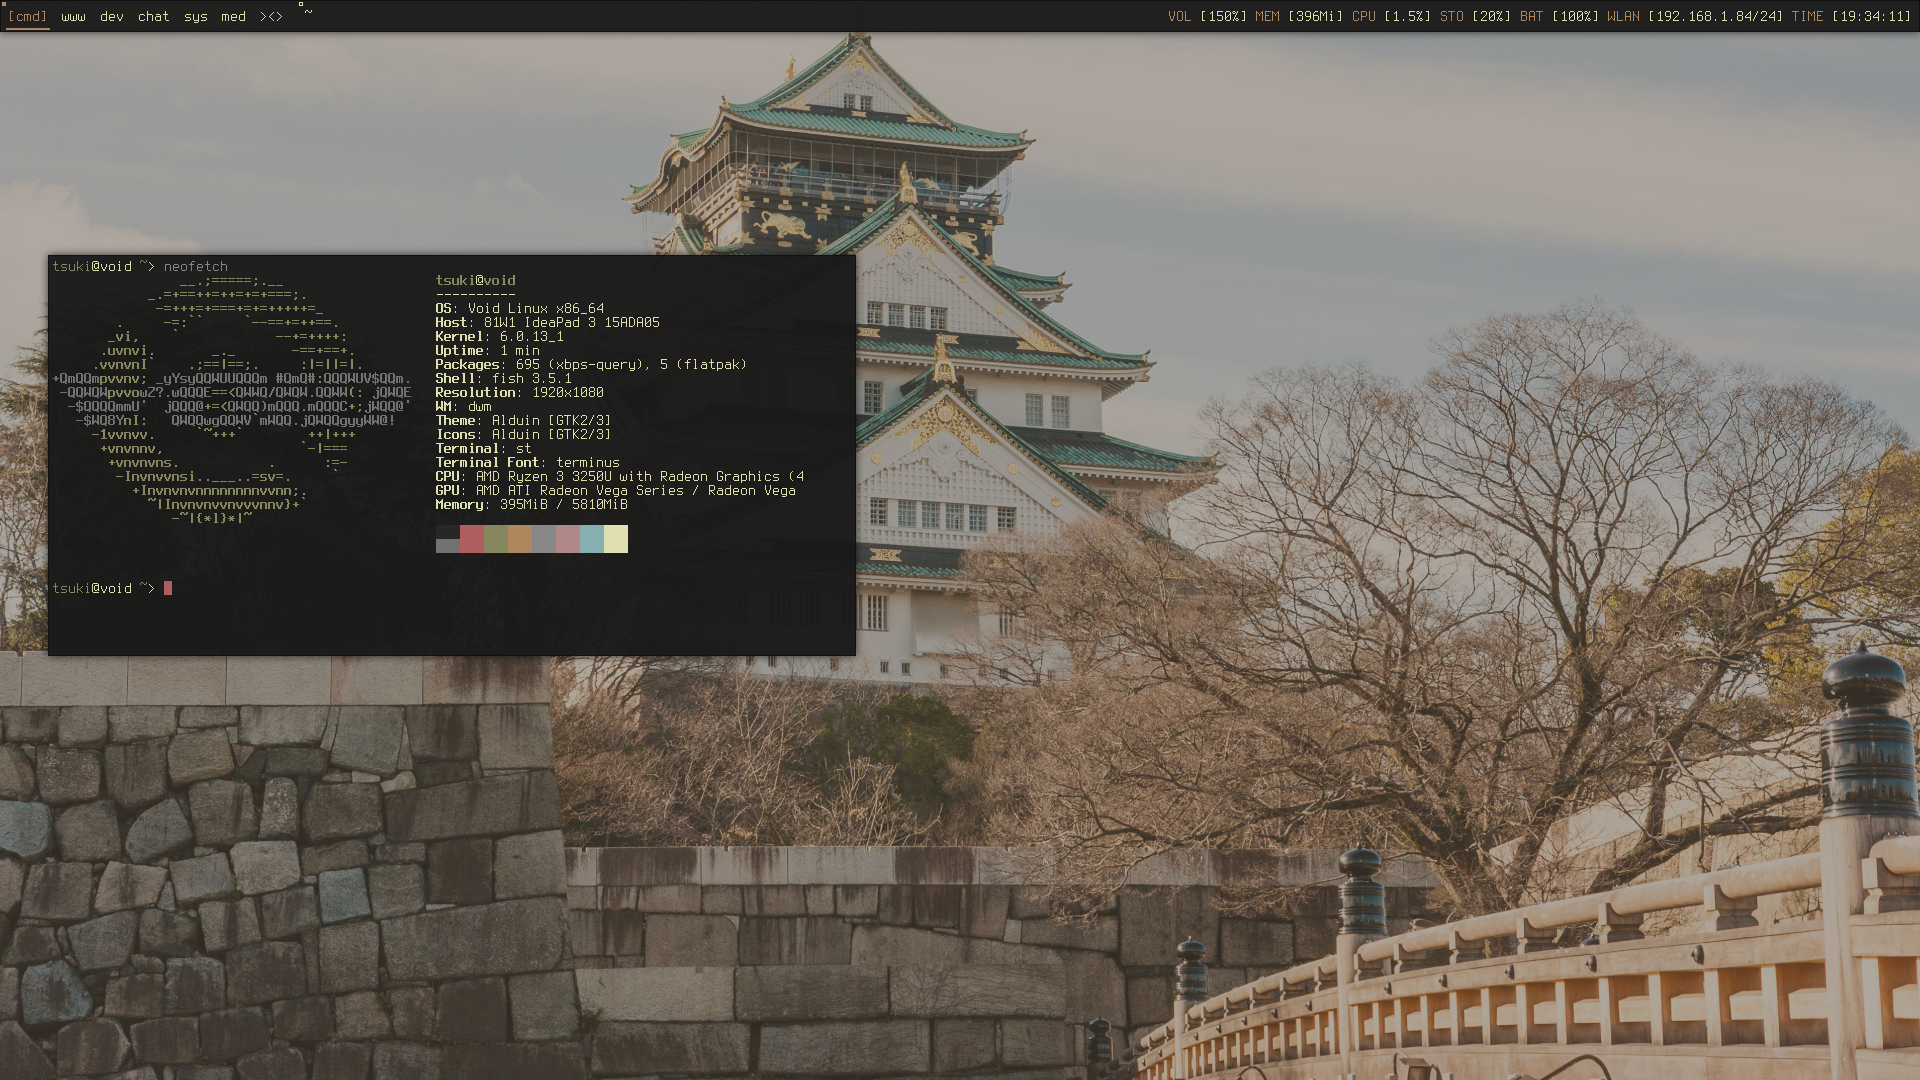 [cmd] www dev chat sys med ><> ~ VOL [150%] MEM [396Mi] CPU [1.5%] STO [20%] BAT [100%] WLAN [192.168.1.84/24] TIME [19:34:11]
tsuki@void ~> neofetch
tsuki@void
----------
OS: Void Linux x86_64
Host: 81W1 IdeaPad 3 15ADA05
Kernel: 6.0.13_1
Uptime: 1 min
Packages: 695 (xbps-query), 5 (flatpak)
Shell: fish 3.5.1
Resolution: 1920x1080
WM: dwm
Theme: Alduin [GTK2/3]
Icons: Alduin [GTK2/3]
Terminal: st
Terminal Font: terminus
CPU: AMD Ryzen 3 3250U with Radeon Graphics (4
GPU: AMD ATI Radeon Vega Series / Radeon Vega
Memory: 395MiB / 5810MiB
tsuki@void ~>